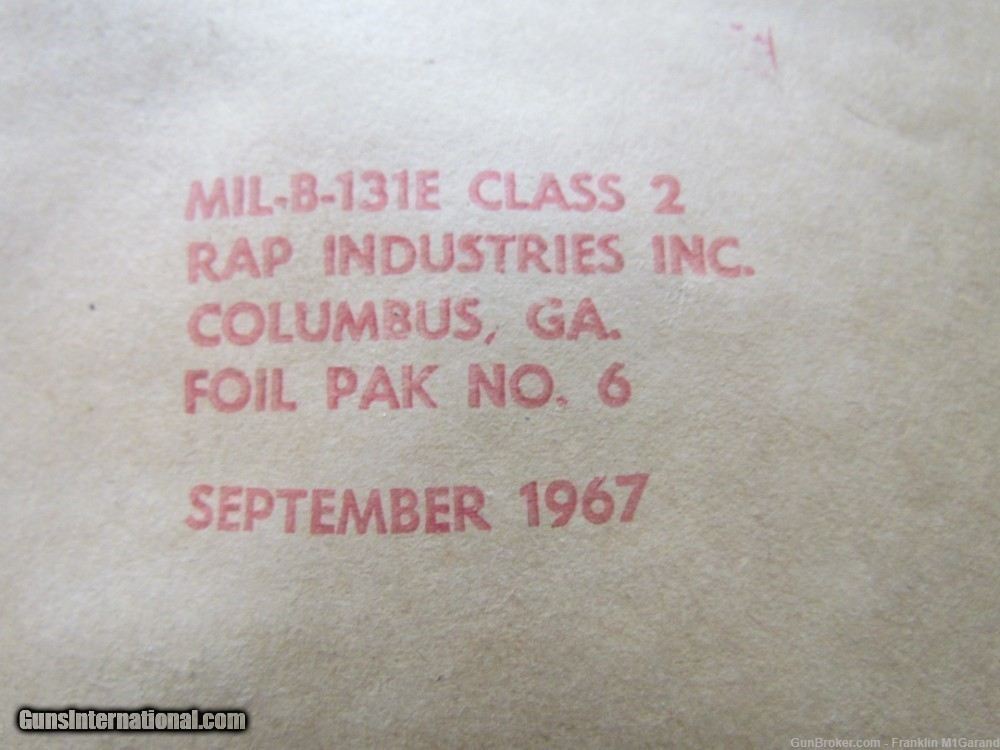 MIL-B-131E CLASS 2
RAP INDUSTRIES INC.
COLUMBUS, GA.
FOIL PAK NO. 6
SEPTEMBER 1967
GunsInternational.com
GunBroker.com - Franklin M1Garand